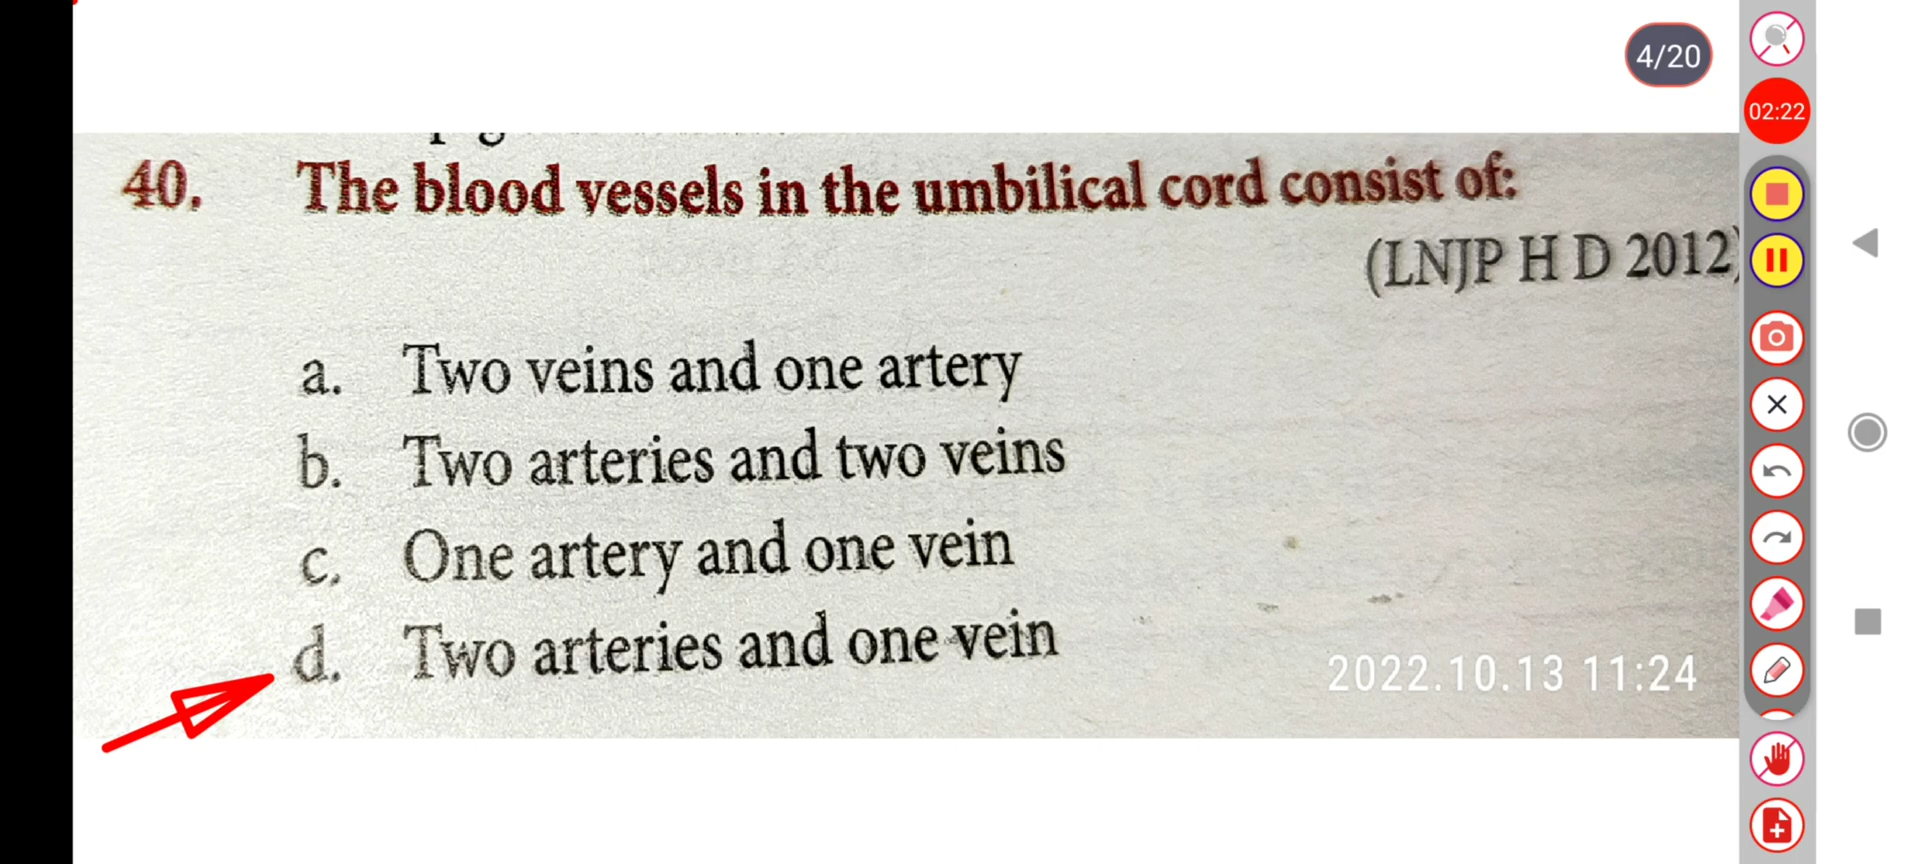 4/20
02:22
40. The blood vessels in the umbilical cord consist of:
(LNJP H D 2012)
a. Two veins and one artery
b. Two arteries and two veins
c. One artery and one vein
d. Two arteries and one vein
2022.10.13 11:24